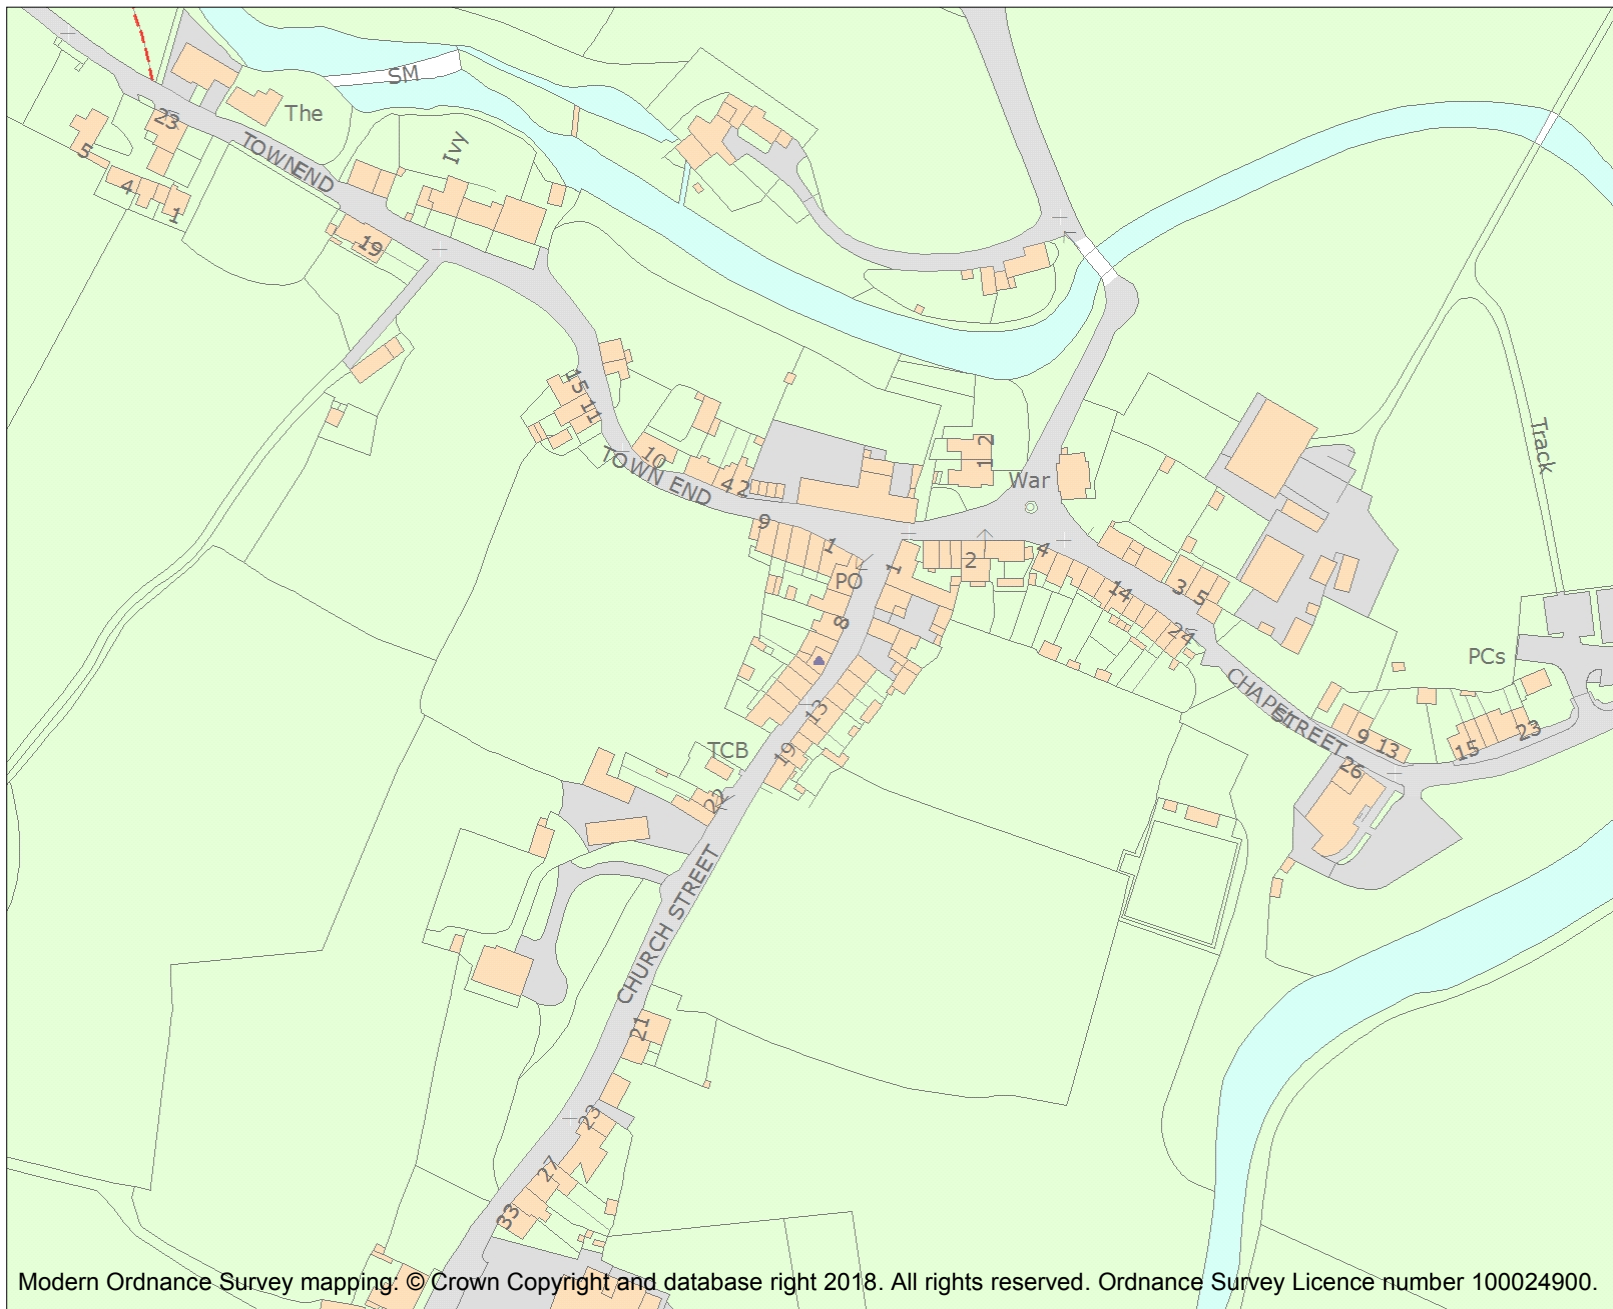 SM
The
Ivy
23
TOWN END
5
4
1
19
15
11
10
TOWN END
4 2
9
1
PO
8
1
2
1 2
War
4
14
24
3
5
Track
PCs
CHAPEL STREET
9
13
15
23
26
13
19
TCB
22
CHURCH STREET
21
23
27
33
Modern Ordnance Survey mapping: © Crown Copyright and database right 2018. All rights reserved. Ordnance Survey Licence number 100024900.